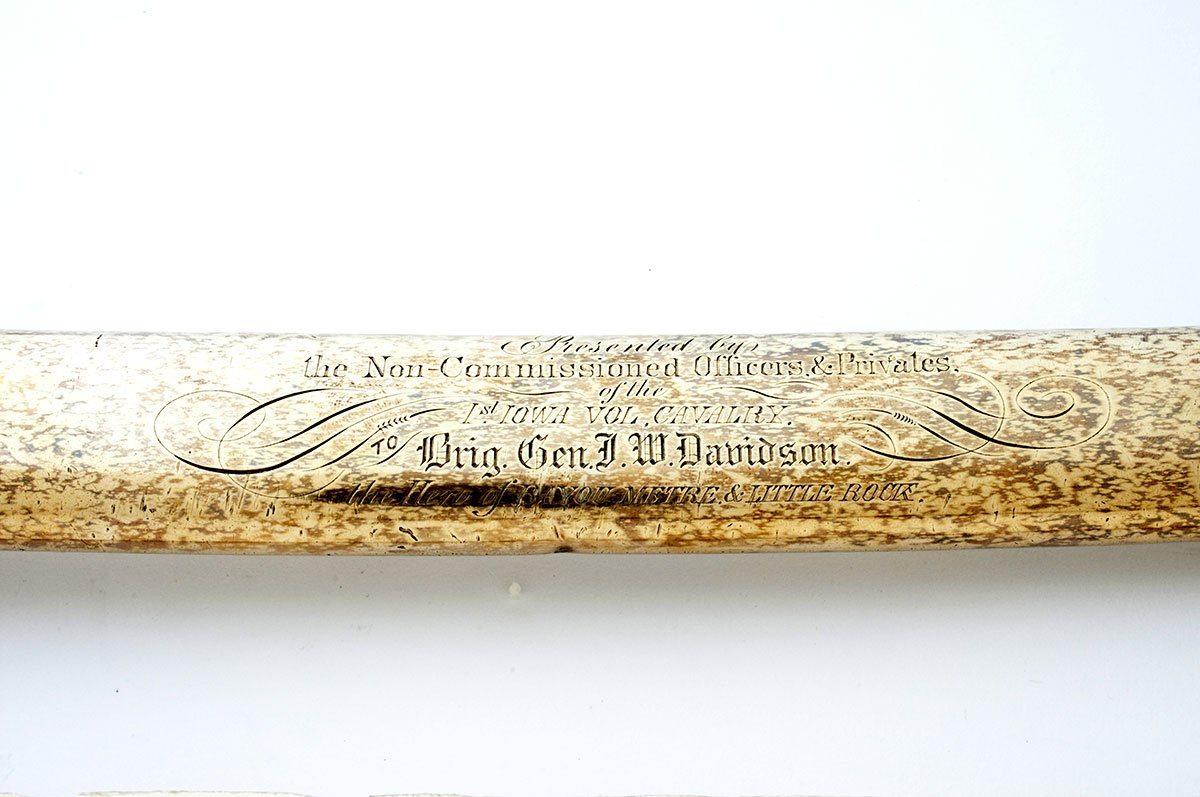 Presented by
the Non-Commissioned Officers, & Privates,
of the
1st IOWA VOL. CAVALRY.
TO
Brig. Gen. J. W. Davidson.
the Hero of BAYOU METRE, & LITTLE ROCK.